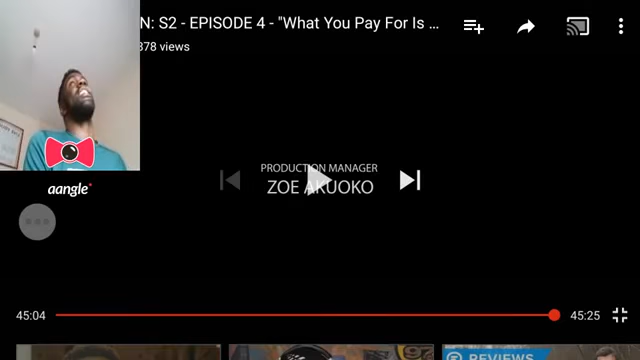 N: S2 - EPISODE 4 - "What You Pay For Is ...
378 views
aangle
PRODUCTION MANAGER
ZOE AKUOKO
45:04
45:25
REVIEWS